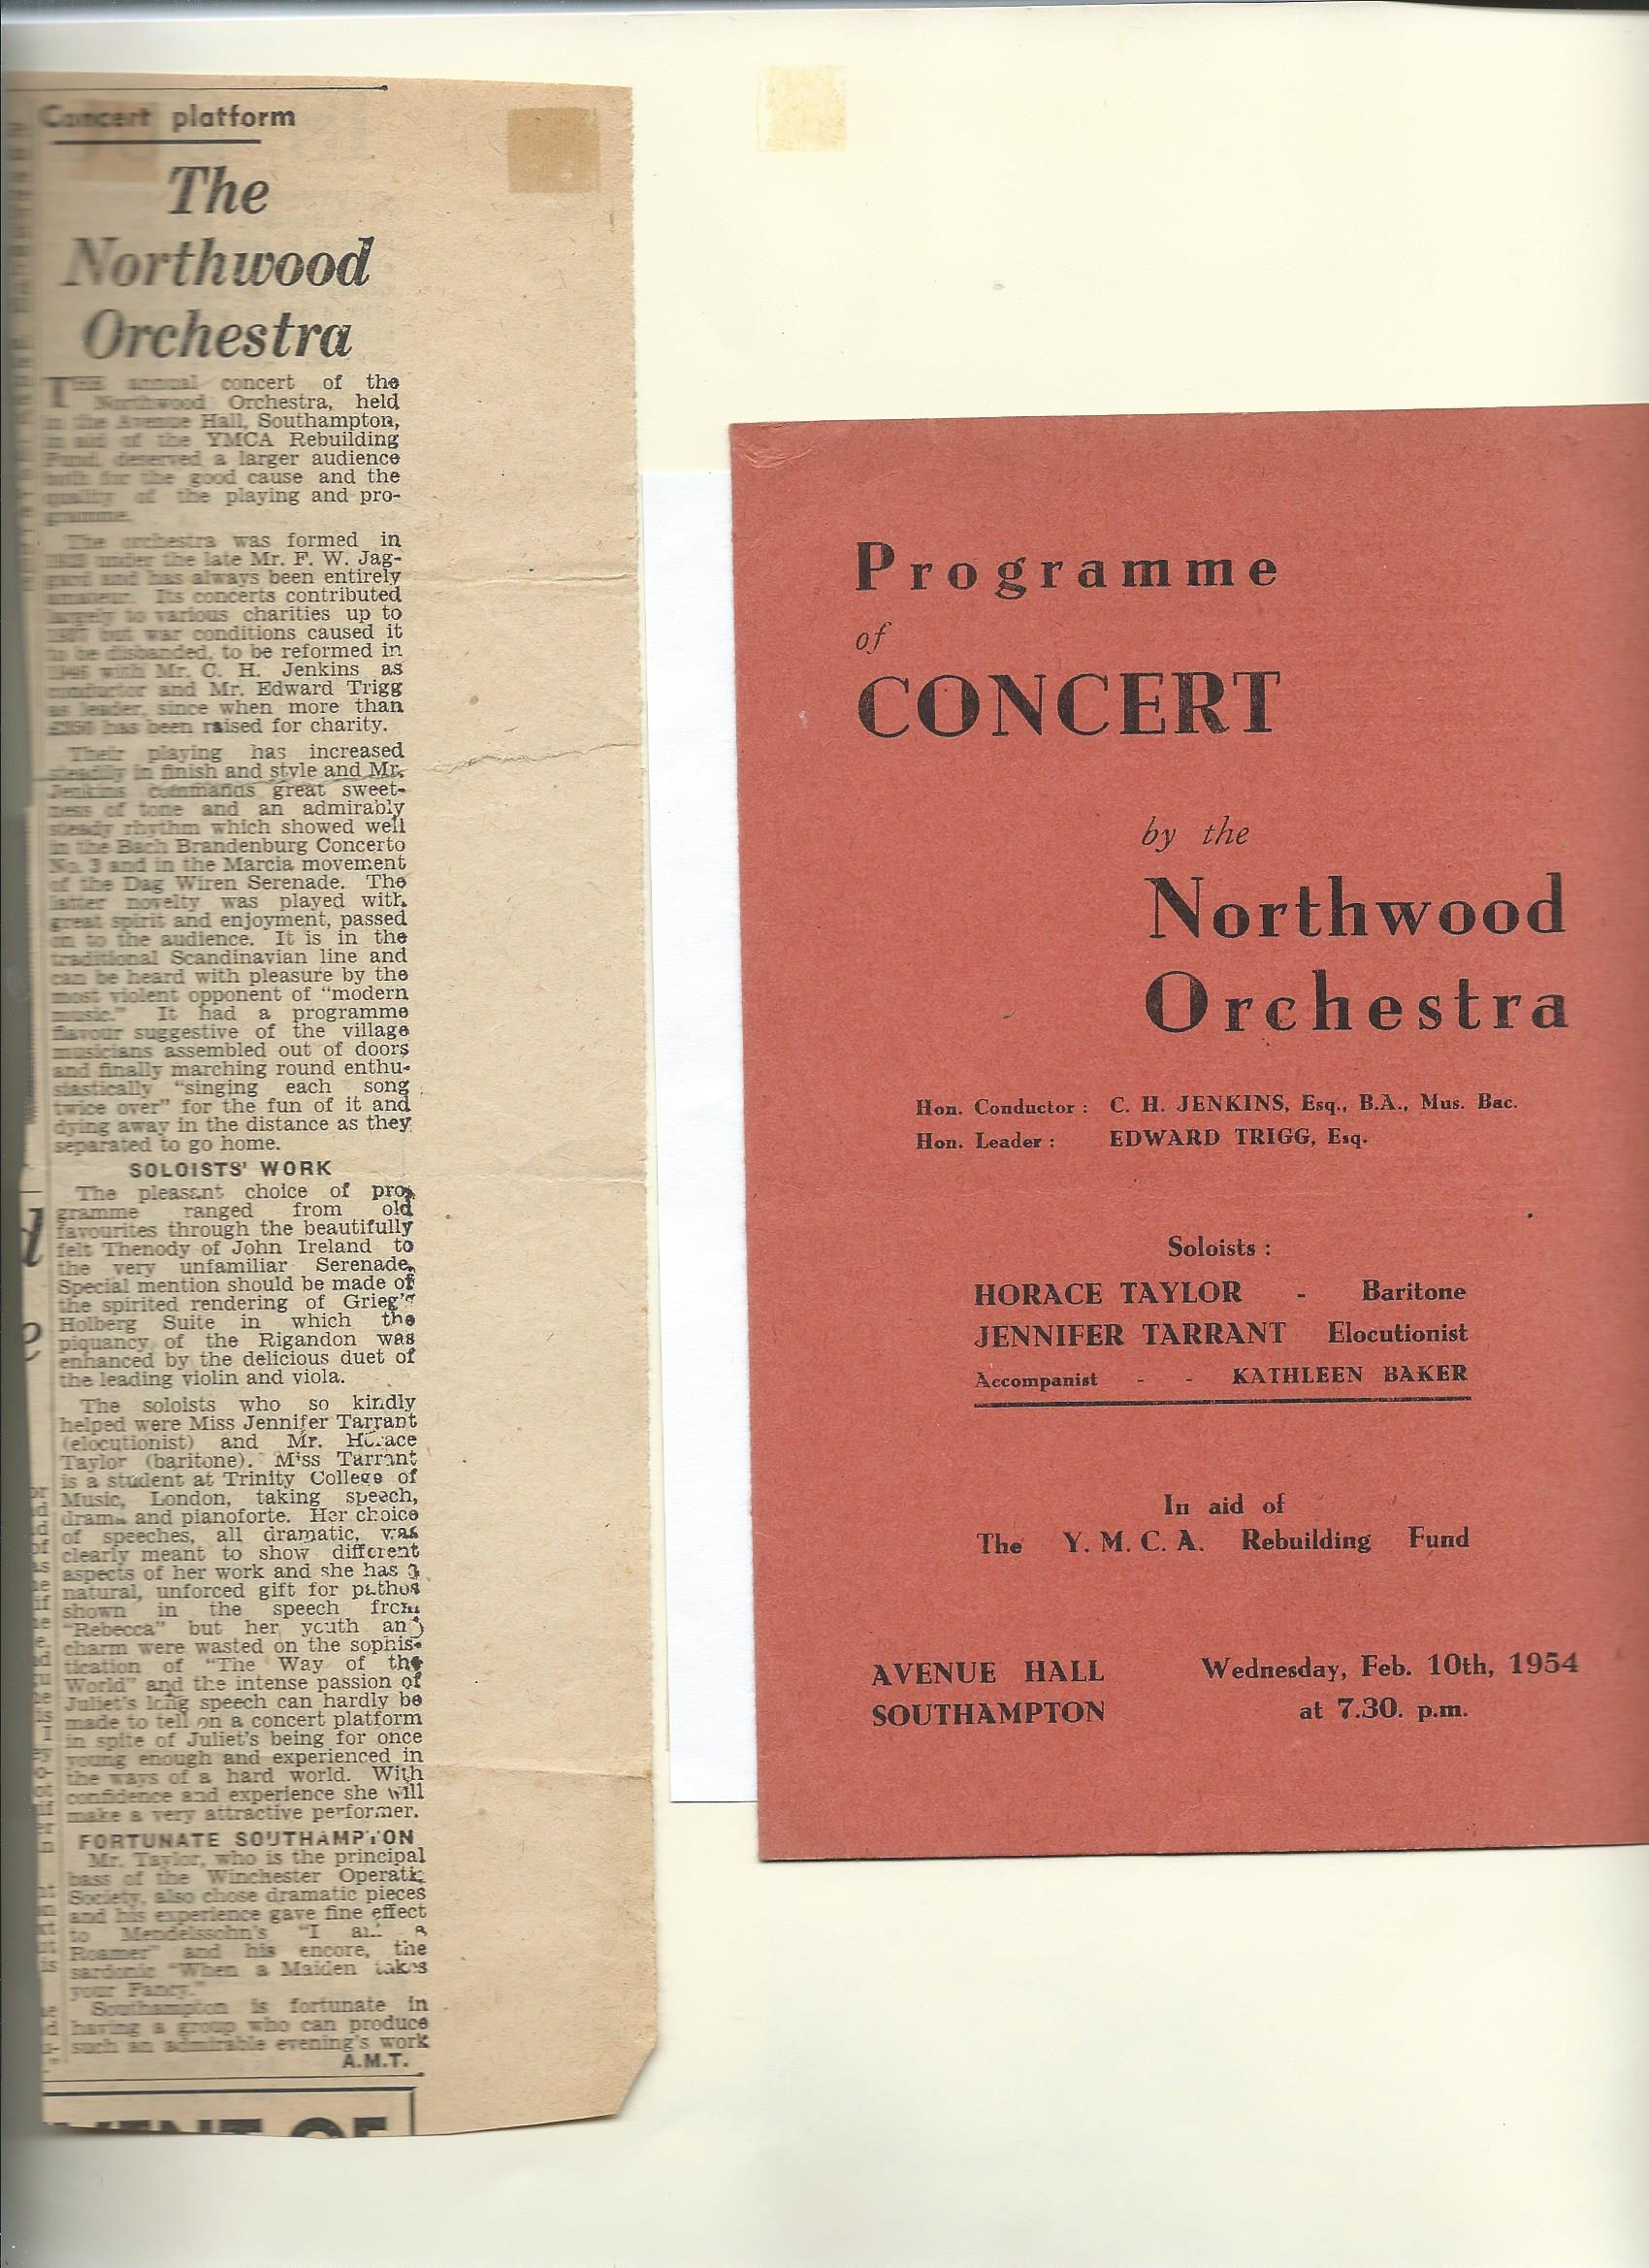 Concert platform
The
Northwood
Orchestra
THE annual concert of the
Northwood Orchestra, held
in the Avenue Hall, Southampton,
in aid of the YMCA Rebuilding
Fund, deserved a larger audience
both for the good cause and the
quality of the playing and pro-
gramme.
The orchestra was formed in
under the late Mr. F. W. Jag-
gard and has always been entirely
amateur. Its concerts contributed
largely to various charities up to
but war conditions caused it
to be disbanded, to be reformed in
with Mr. C. H. Jenkins as
conductor and Mr. Edward Trigg
as leader, since when more than
has been raised for charity.
Their playing has increased
steadily in finish and style and Mr.
Jenkins commands great sweet-
ness of tone and an admirably
steady rhythm which showed well
in the Bach Brandenburg Concerto
No. 3 and in the Marcia movement
of the Dag Wiren Serenade. The
latter novelty was played with
great spirit and enjoyment, passed
on to the audience. It is in the
traditional Scandinavian line and
can be heard with pleasure by the
most violent opponent of "modern
music." It had a programme
flavour suggestive of the village
musicians assembled out of doors
and finally marching round enthu-
siastically "singing each song
twice over" for the fun of it and
dying away in the distance as they
separated to go home.
SOLOISTS' WORK
The pleasant choice of pro-
gramme ranged from old
favourites through the beautifully
felt Thenody of John Ireland to
the very unfamiliar Serenade.
Special mention should be made of
the spirited rendering of Grieg's
Holberg Suite in which the
piquancy of the Rigandon was
enhanced by the delicious duet of
the leading violin and viola.
The soloists who so kindly
helped were Miss Jennifer Tarrant
(elocutionist) and Mr. Horace
Taylor (baritone). Miss Tarrant
is a student at Trinity College of
Music, London, taking speech,
drama and pianoforte. Her choice
of speeches, all dramatic, was
clearly meant to show different
aspects of her work and she has a
natural, unforced gift for pathos
shown in the speech from
"Rebecca" but her youth and
charm were wasted on the sophis-
tication of "The Way of the
World" and the intense passion of
Juliet's long speech can hardly be
made to tell on a concert platform
in spite of Juliet's being for once
young enough and experienced in
the ways of a hard world. With
confidence and experience she will
make a very attractive performer.
FORTUNATE SOUTHAMPTON
Mr. Taylor, who is the principal
bass of the Winchester Operatic
Society, also chose dramatic pieces
and his experience gave fine effect
to Mendelssohn's "I am a
Roamer" and his encore, the
sardonic "When a Maiden takes
your Fancy."
Southampton is fortunate in
having a group who can produce
such an admirable evening's work
A.M.T.
Programme
of
CONCERT
by the
Northwood
Orchestra
Hon. Conductor : C. H. JENKINS, Esq., B.A., Mus. Bac.
Hon. Leader : EDWARD TRIGG, Esq.
Soloists :
HORACE TAYLOR - Baritone
JENNIFER TARRANT Elocutionist
Accompanist - - KATHLEEN BAKER
In aid of
The Y. M. C. A. Rebuilding Fund
AVENUE HALL Wednesday, Feb. 10th, 1954
SOUTHAMPTON at 7.30. p.m.